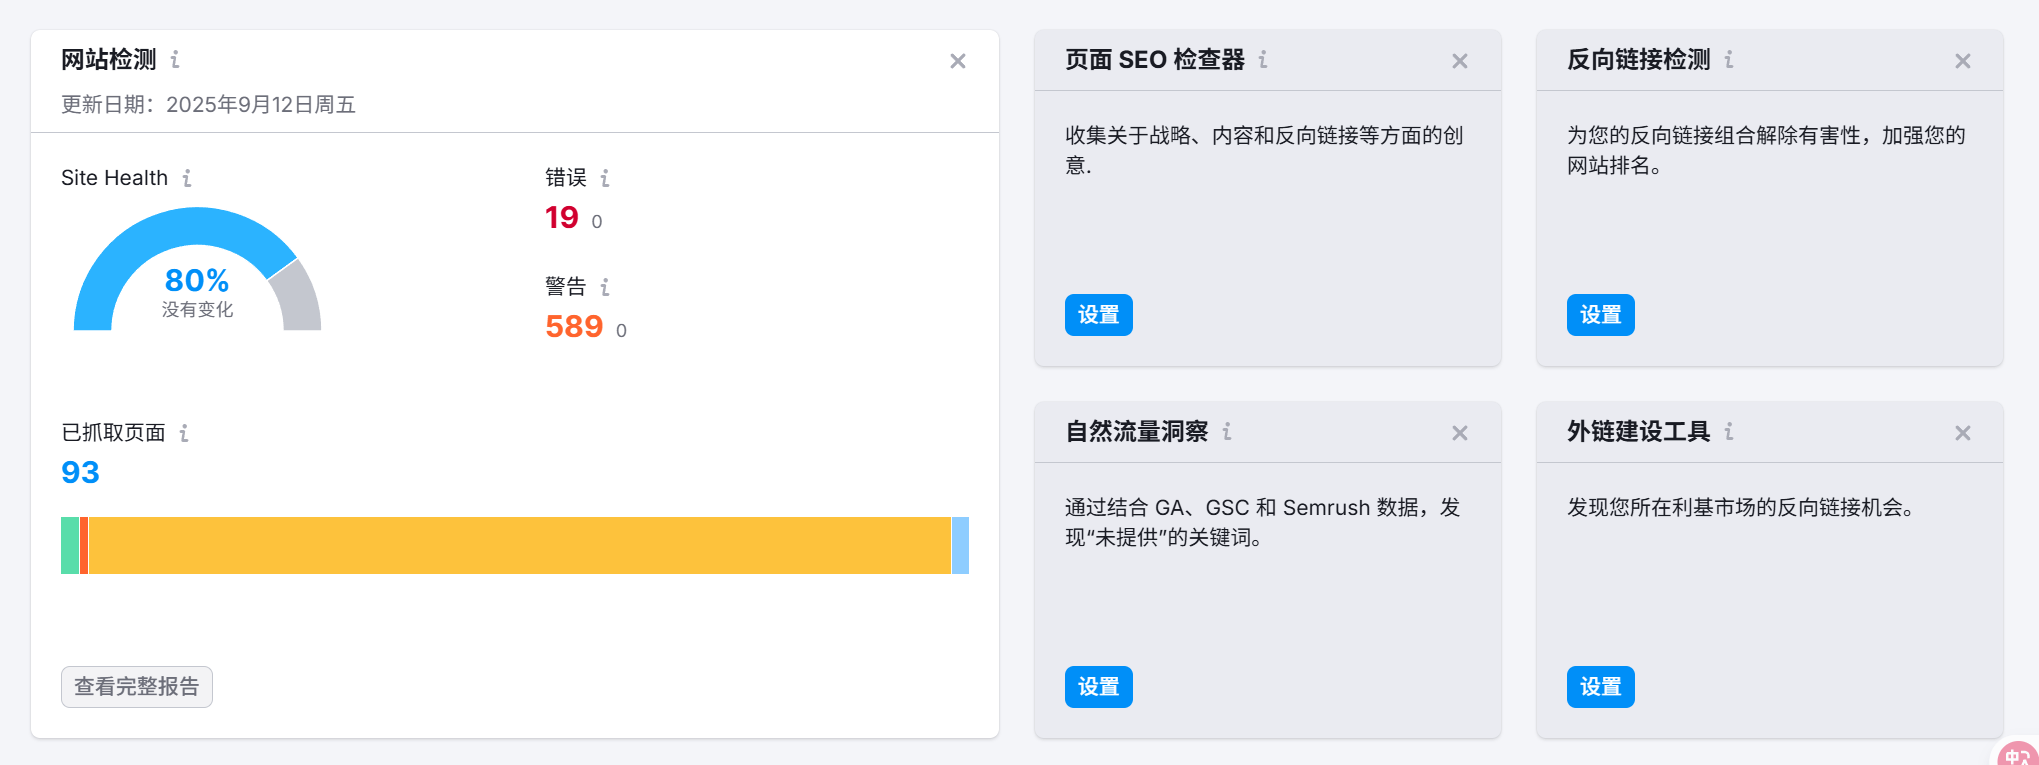 网站检测
更新日期：2025年9月12日周五
Site Health
80%
没有变化
错误
19 0
警告
589 0
已抓取页面
93
查看完整报告
页面 SEO 检查器
收集关于战略、内容和反向链接等方面的创
意.
设置
反向链接检测
为您的反向链接组合解除有害性，加强您的
网站排名。
设置
自然流量洞察
通过结合 GA、GSC 和 Semrush 数据，发
现“未提供”的关键词。
设置
外链建设工具
发现您所在利基市场的反向链接机会。
设置